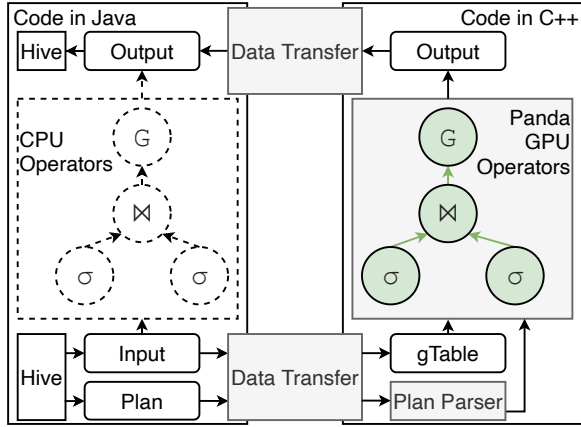 Code in Java
Code in C++
Hive
Output
Data Transfer
Output
CPU
Operators
G
⋈
σ
σ
Panda
GPU
Operators
G
⋈
σ
σ
Hive
Input
Plan
Data Transfer
gTable
Plan Parser